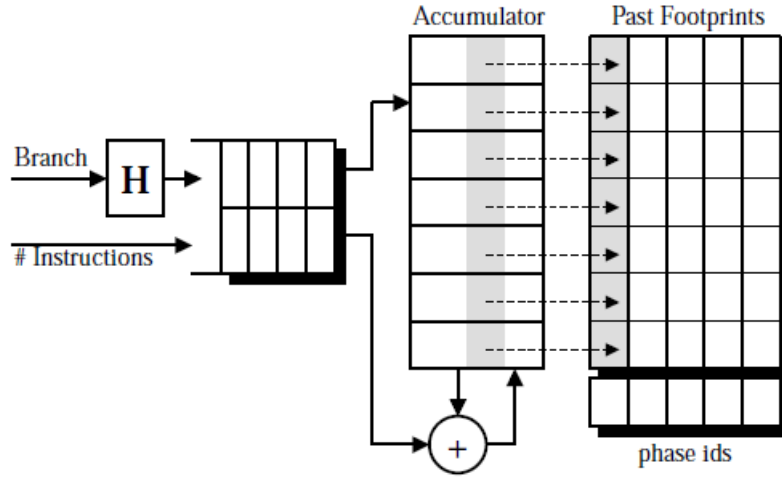 Accumulator
Past Footprints
Branch
H
# Instructions
+
phase ids